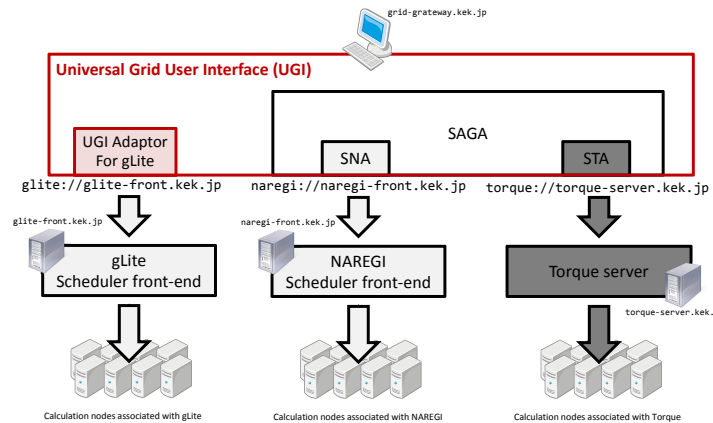 grid-grateway.kek.jp
Universal Grid User Interface (UGI)
SAGA
UGI Adaptor
For gLite
SNA
STA
glite://glite-front.kek.jp
naregi://naregi-front.kek.jp
torque://torque-server.kek.jp
glite-front.kek.jp
naregi-front.kek.jp
gLite
Scheduler front-end
NAREGI
Scheduler front-end
Torque server
torque-server.kek.
Calculation nodes associated with gLite
Calculation nodes associated with NAREGI
Calculation nodes associated with Torque